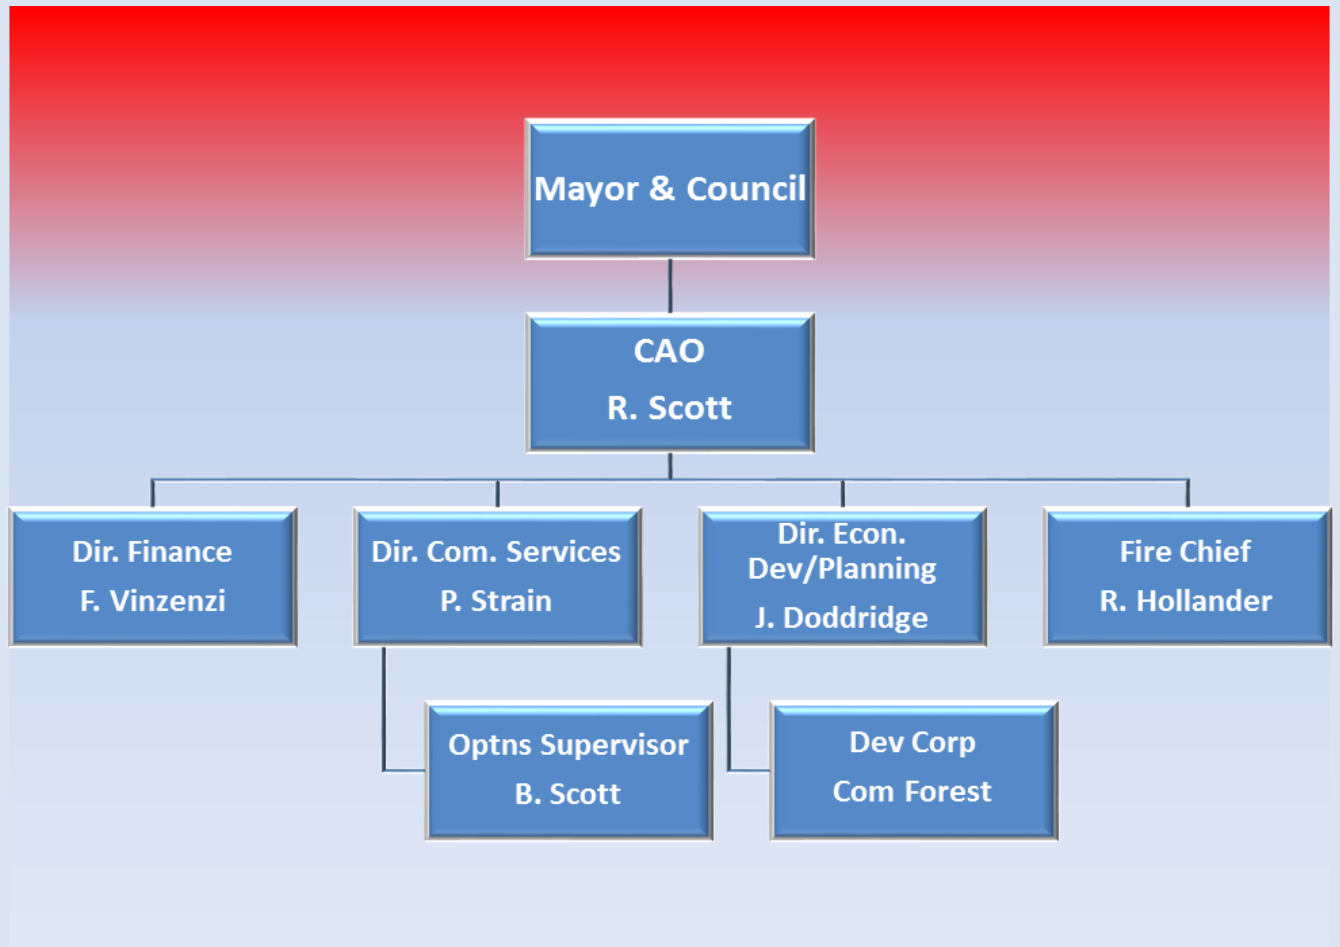 Mayor & Council
CAO
R. Scott
Dir. Finance
F. Vinzenzi
Dir. Com. Services
P. Strain
Dir. Econ.
Dev/Planning
J. Doddridge
Fire Chief
R. Hollander
Optns Supervisor
B. Scott
Dev Corp
Com Forest